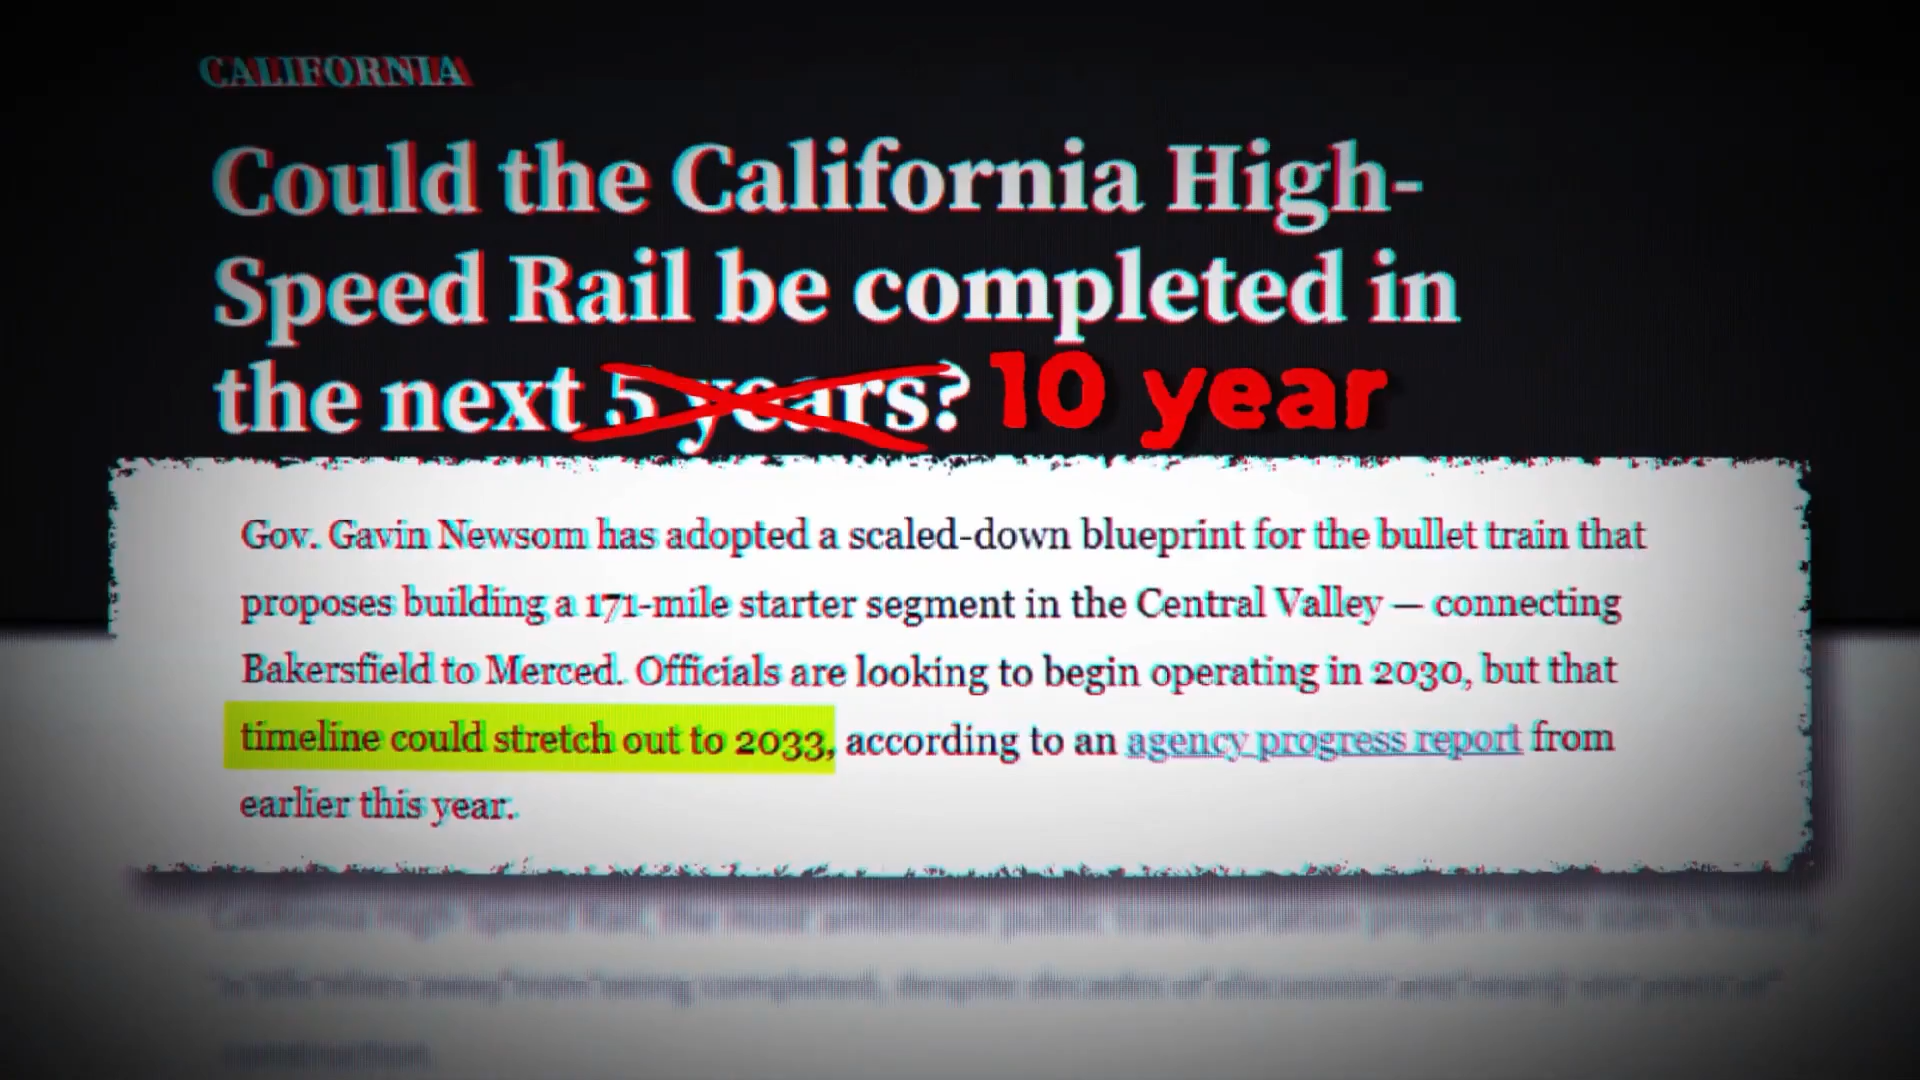 CALIFORNIA
Could the California High-
Speed Rail be completed in
the next 5 years? 10 year
Gov. Gavin Newsom has adopted a scaled-down blueprint for the bullet train that
proposes building a 171-mile starter segment in the Central Valley — connecting
Bakersfield to Merced. Officials are looking to begin operating in 2030, but that
timeline could stretch out to 2033, according to an agency progress report from
earlier this year.